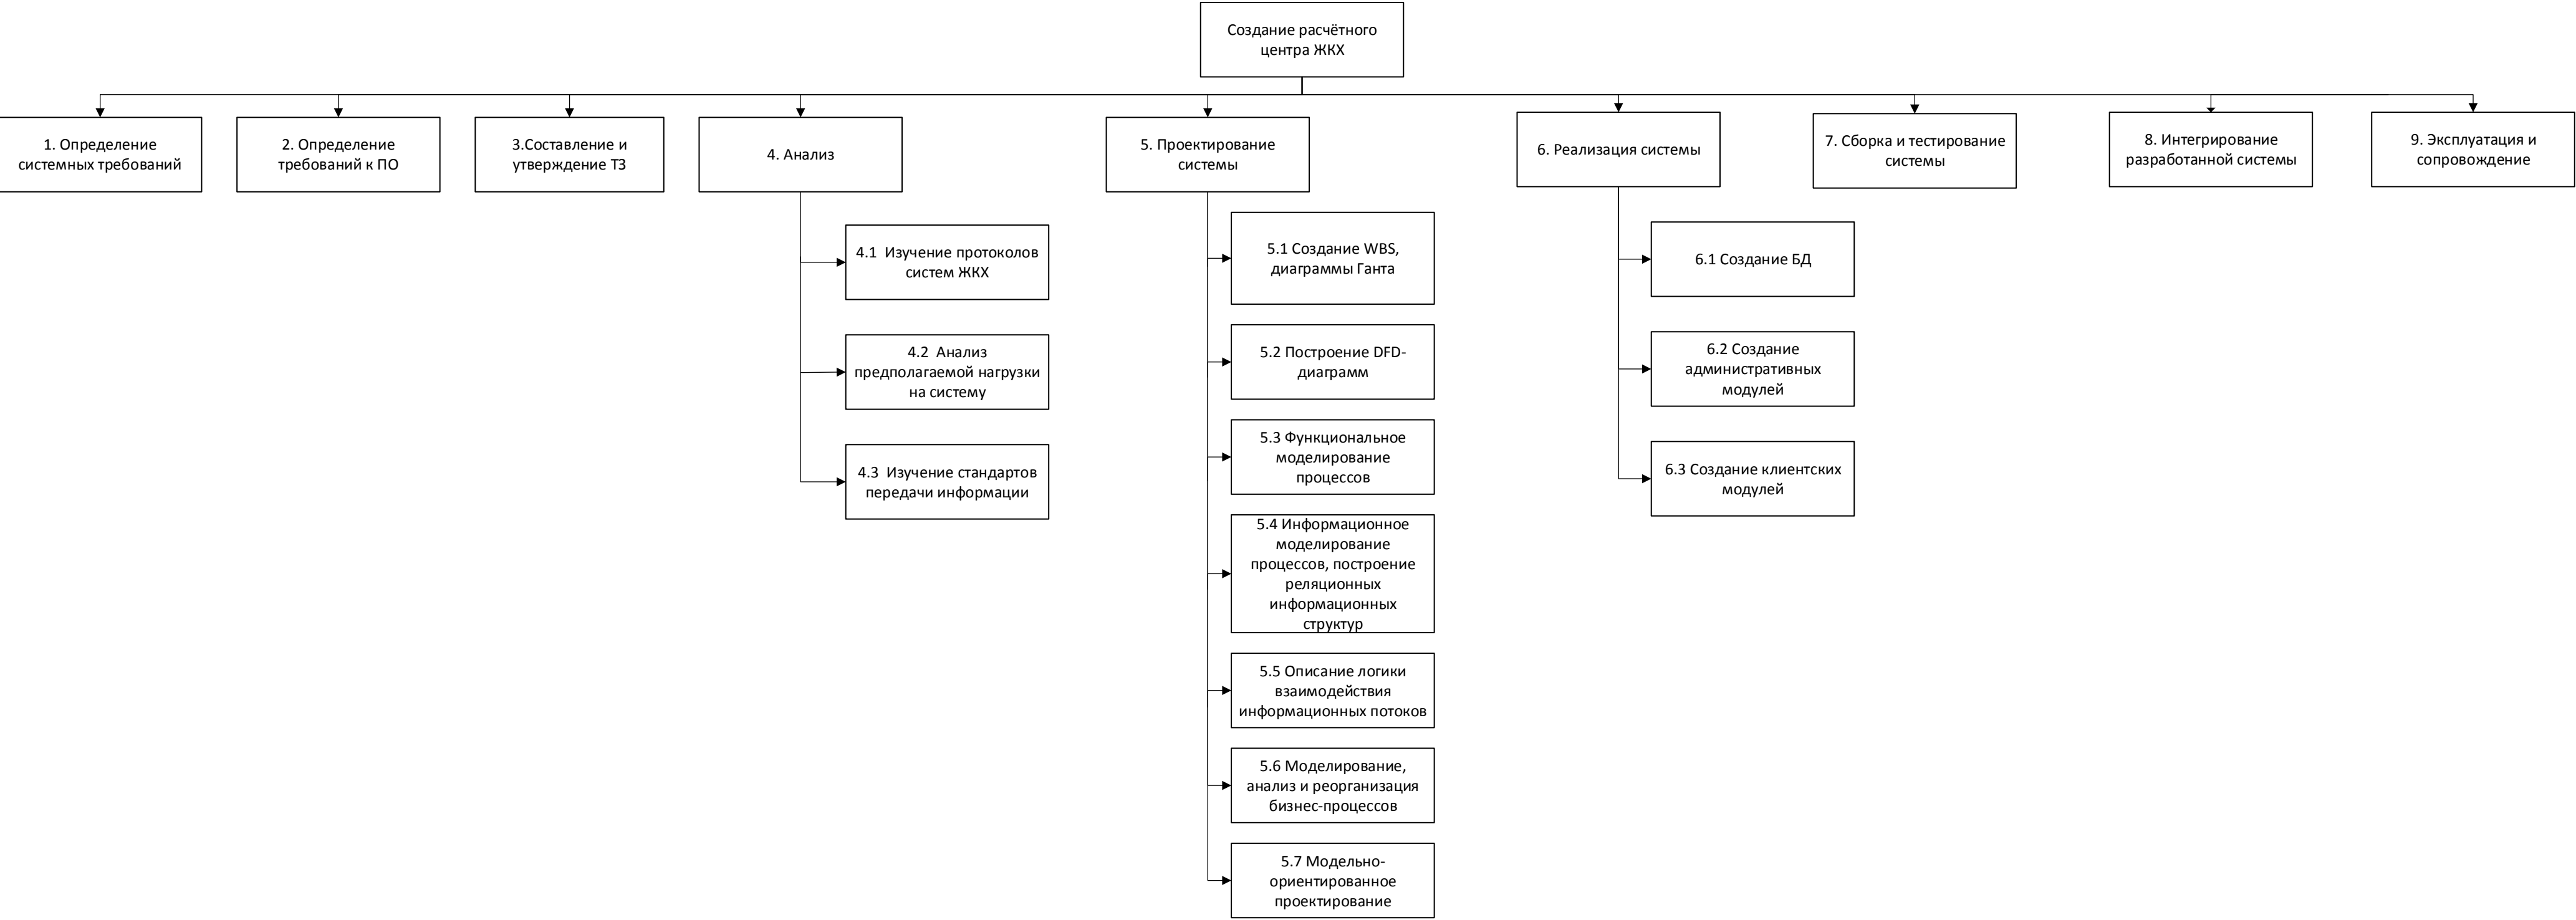 Создание расчётного
центра ЖКХ
1. Определение
системных требований
2. Определение
требований к ПО
3.Составление и
утверждение ТЗ
4. Анализ
4.1  Изучение протоколов
систем ЖКХ
4.2  Анализ
предполагаемой нагрузки
на систему
4.3  Изучение стандартов
передачи информации
5. Проектирование
системы
5.1 Создание WBS,
диаграммы Ганта
5.2 Построение DFD-
диаграмм
5.3 Функциональное
моделирование
процессов
5.4 Информационное
моделирование
процессов, построение
реляционных
информационных
структур
5.5 Описание логики
взаимодействия
информационных потоков
5.6 Моделирование,
анализ и реорганизация
бизнес-процессов
5.7 Модельно-
ориентированное
проектирование
6. Реализация системы
6.1 Создание БД
6.2 Создание
административных
модулей
6.3 Создание клиентских
модулей
7. Сборка и тестирование
системы
8. Интегрирование
разработанной системы
9. Эксплуатация и
сопровождение